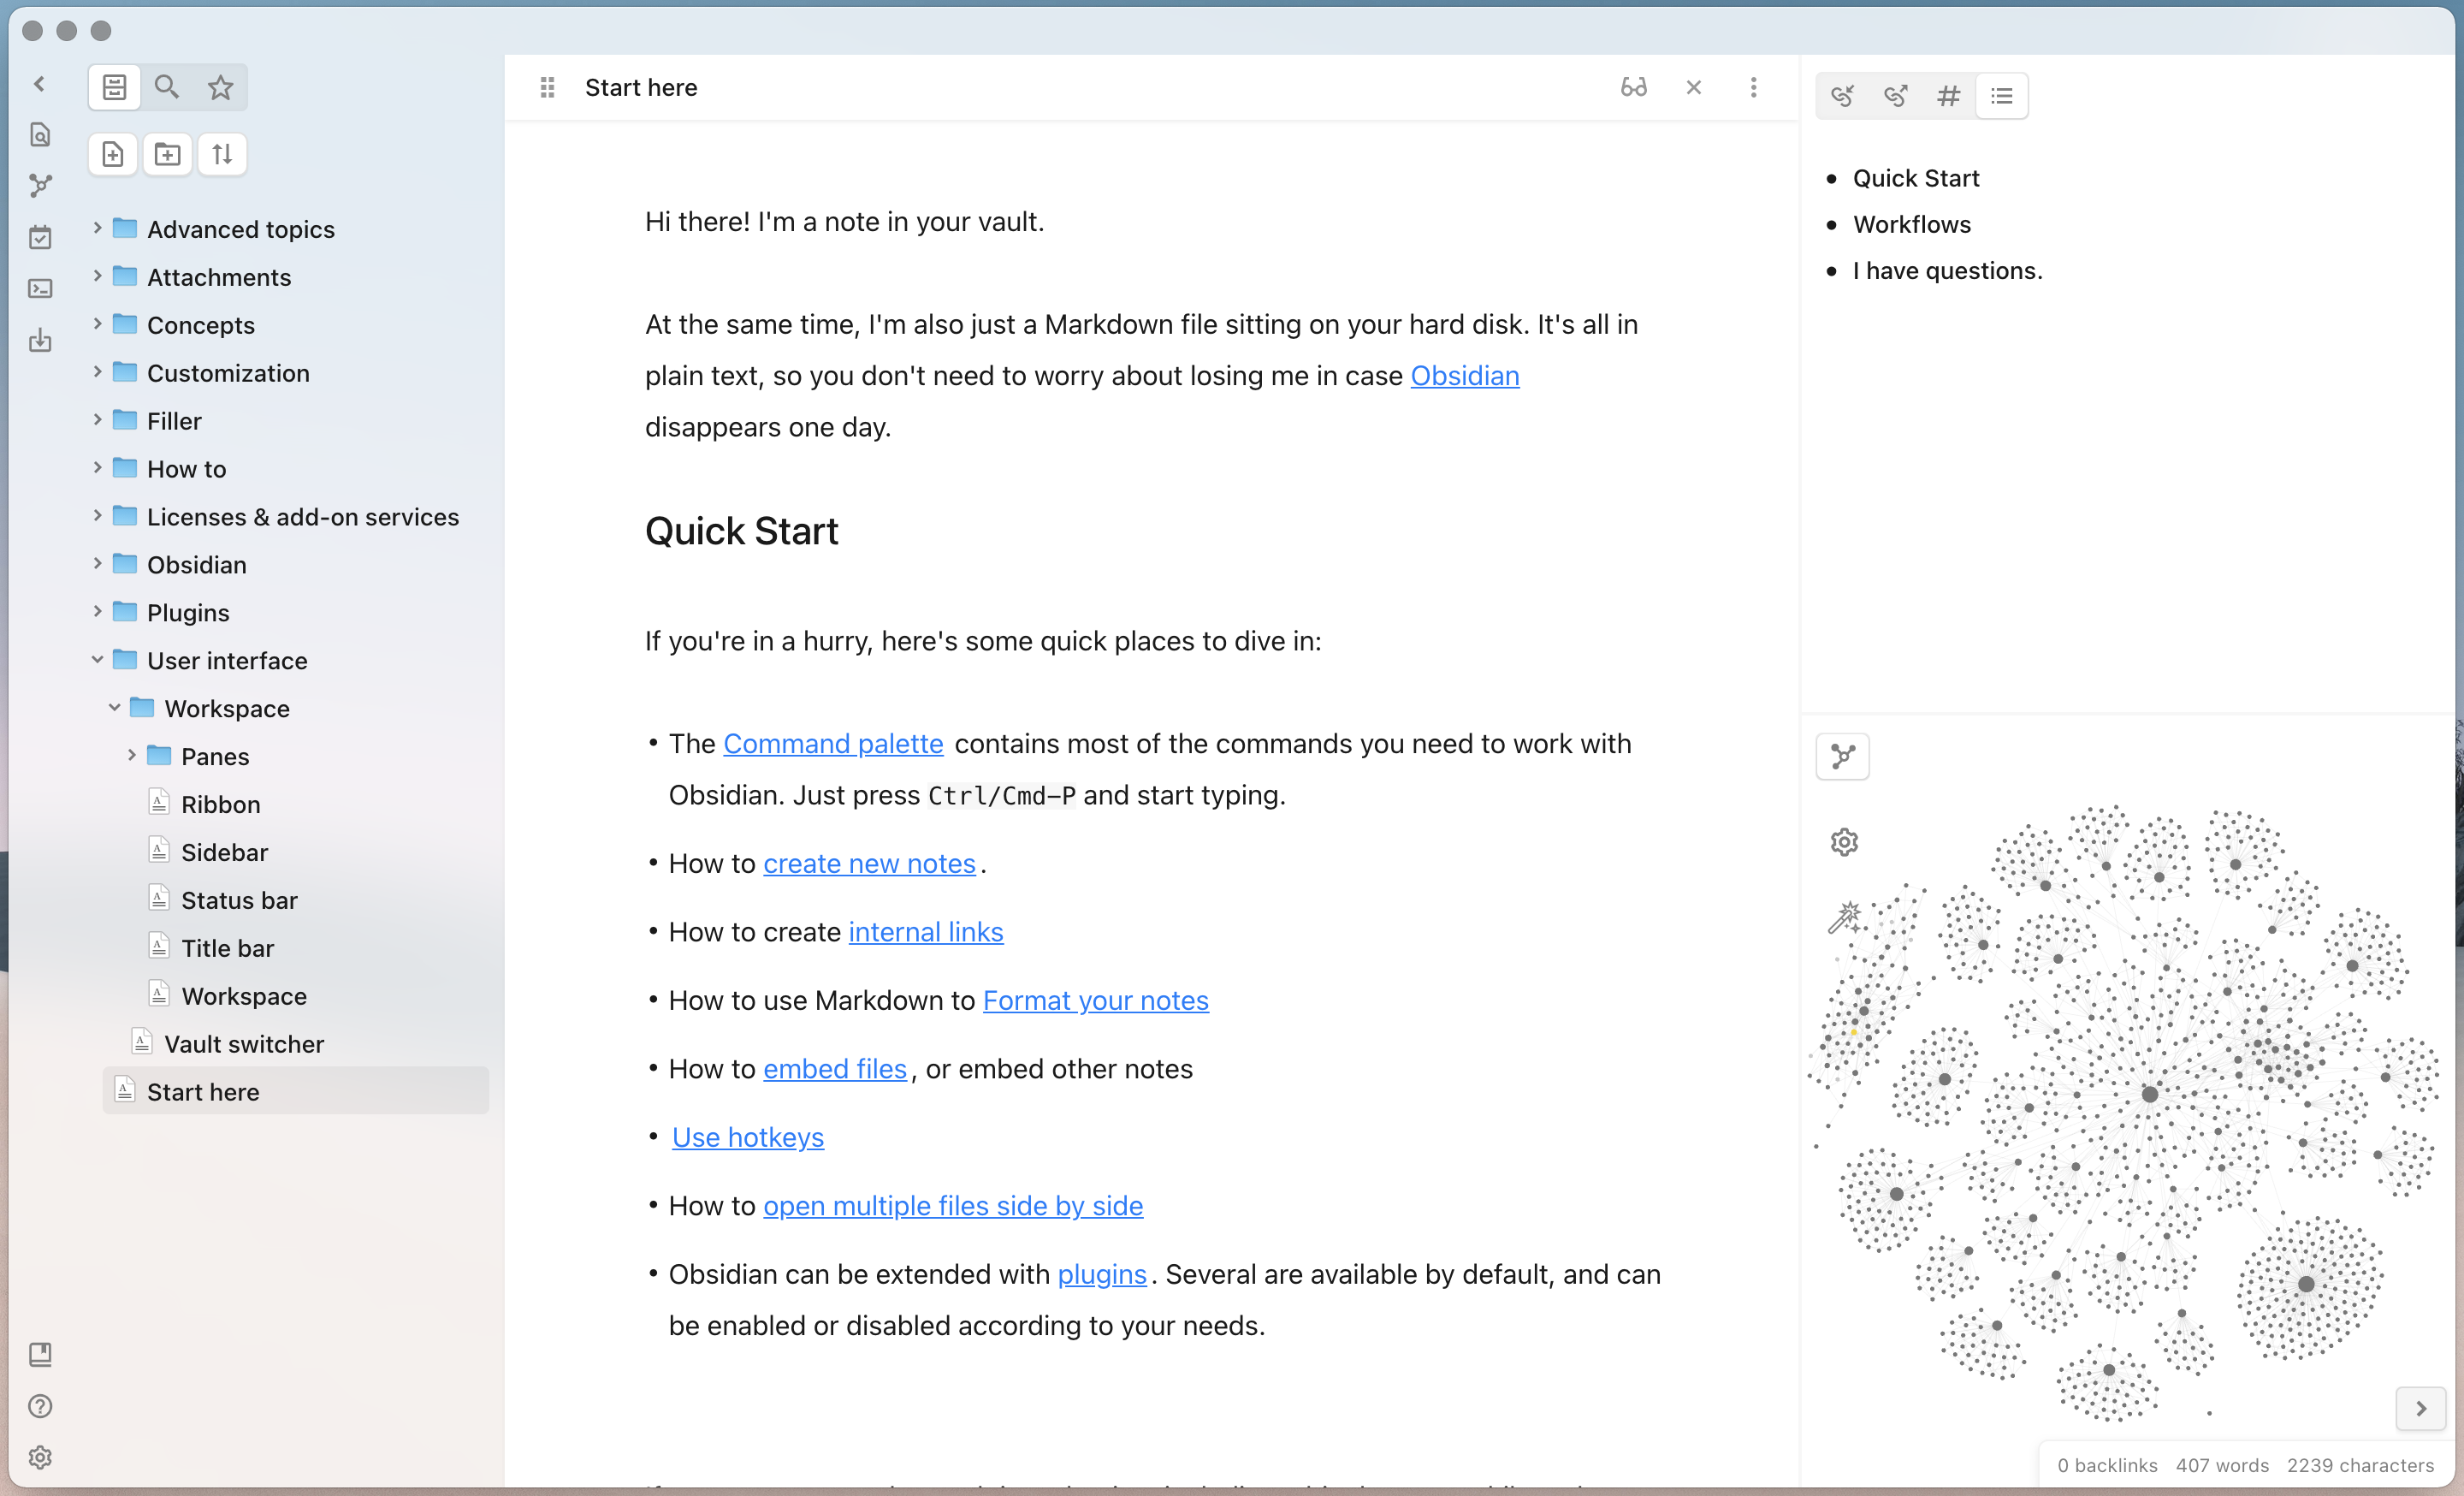 Start here
Advanced topics
Attachments
Concepts
Customization
Filler
How to
Licenses & add-on services
Obsidian
Plugins
User interface
Workspace
Panes
Ribbon
Sidebar
Status bar
Title bar
Workspace
Vault switcher
Start here
Hi there! I'm a note in your vault.
At the same time, I'm also just a Markdown file sitting on your hard disk. It's all in
plain text, so you don't need to worry about losing me in case Obsidian
disappears one day.
Quick Start
If you're in a hurry, here's some quick places to dive in:
• The Command palette contains most of the commands you need to work with
Obsidian. Just press Ctrl/Cmd-P and start typing.
• How to create new notes.
• How to create internal links
• How to use Markdown to Format your notes
• How to embed files, or embed other notes
• Use hotkeys
• How to open multiple files side by side
• Obsidian can be extended with plugins. Several are available by default, and can
be enabled or disabled according to your needs.
• Quick Start
• Workflows
• I have questions.
0 backlinks 407 words 2239 characters